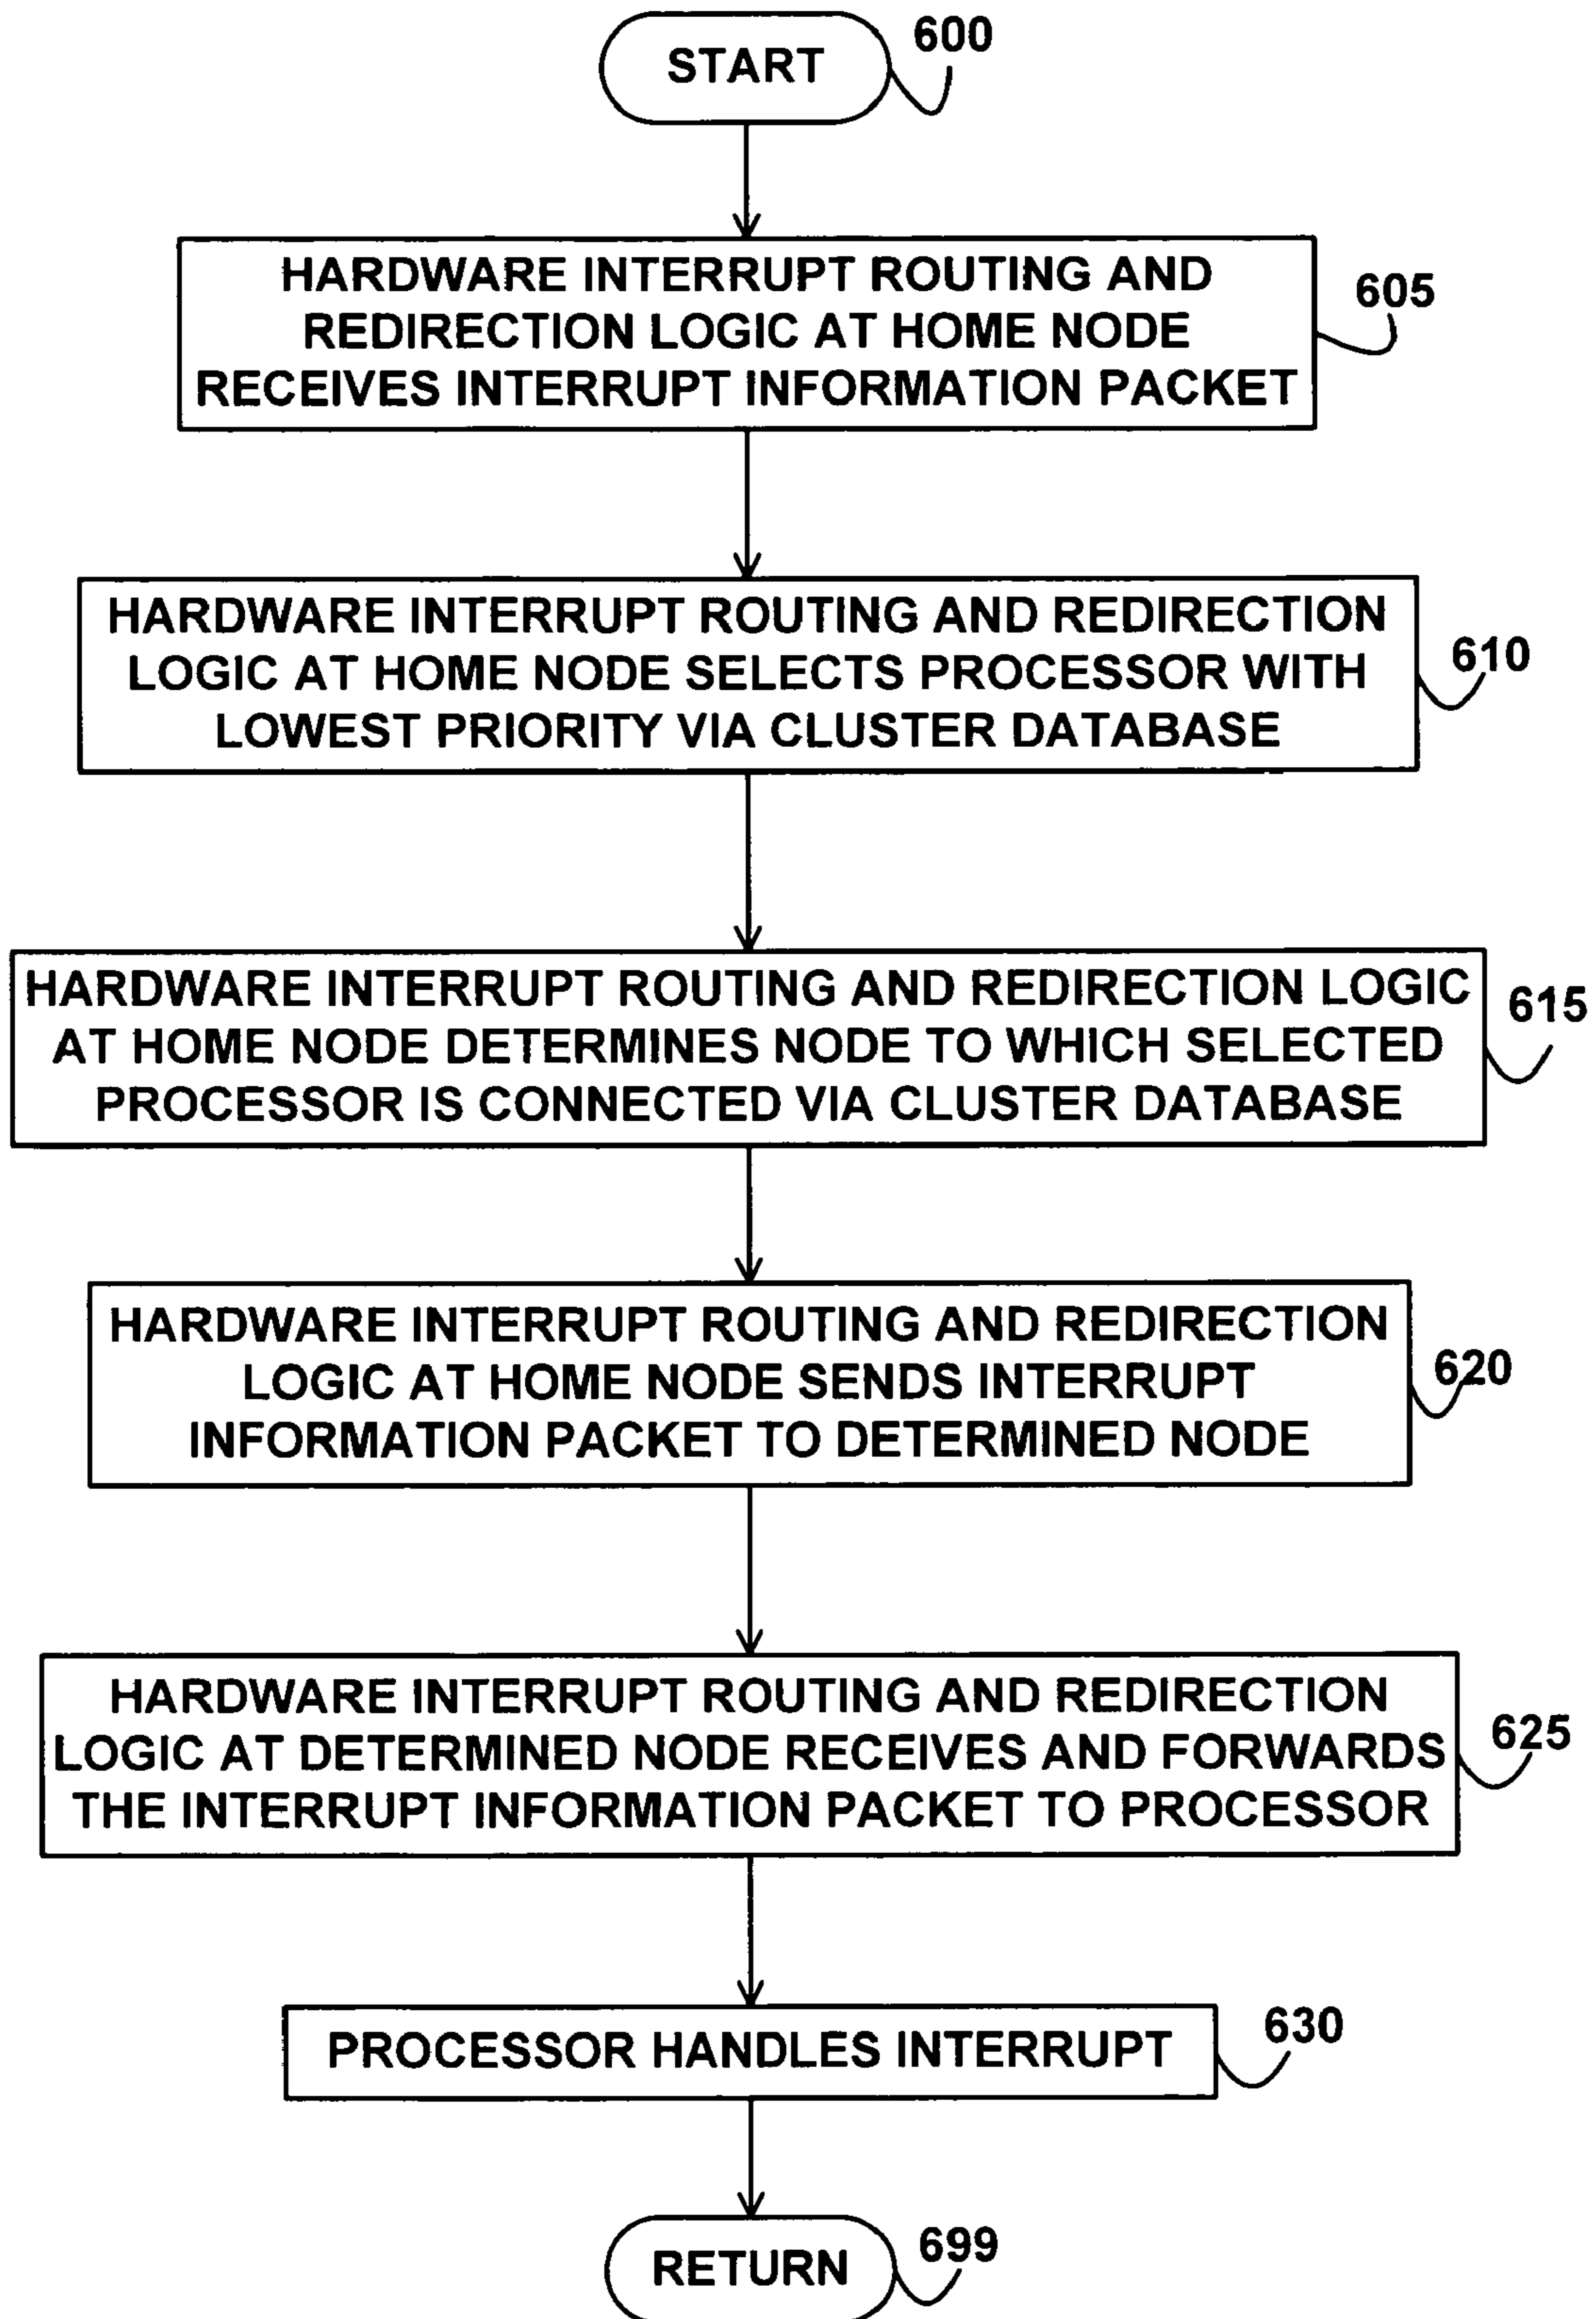 START
600
HARDWARE INTERRUPT ROUTING AND
REDIRECTION LOGIC AT HOME NODE
RECEIVES INTERRUPT INFORMATION PACKET
605
HARDWARE INTERRUPT ROUTING AND REDIRECTION
LOGIC AT HOME NODE SELECTS PROCESSOR WITH
LOWEST PRIORITY VIA CLUSTER DATABASE
610
HARDWARE INTERRUPT ROUTING AND REDIRECTION LOGIC
AT HOME NODE DETERMINES NODE TO WHICH SELECTED
PROCESSOR IS CONNECTED VIA CLUSTER DATABASE
615
HARDWARE INTERRUPT ROUTING AND REDIRECTION
LOGIC AT HOME NODE SENDS INTERRUPT
INFORMATION PACKET TO DETERMINED NODE
620
HARDWARE INTERRUPT ROUTING AND REDIRECTION
LOGIC AT DETERMINED NODE RECEIVES AND FORWARDS
THE INTERRUPT INFORMATION PACKET TO PROCESSOR
625
PROCESSOR HANDLES INTERRUPT
630
RETURN
699